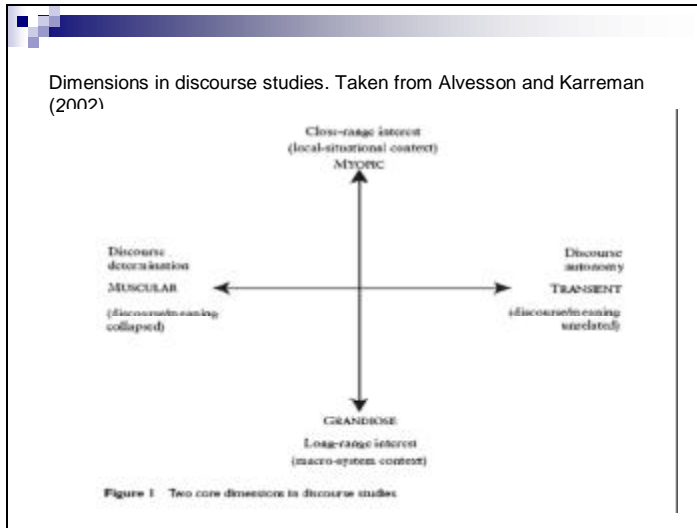 Dimensions in discourse studies. Taken from Alvesson and Karreman
(2002)
Close-range interest
(local-situational context)
MYOPIC
Discourse
determination
MUSCULAR
(discourse/meaning
collapsed)
Discourse
autonomy
TRANSIENT
(discourse/meaning
unrelated)
GRANDIOSE
Long-range interest
(macro-system context)
Figure 1 Two core dimensions in discourse studies